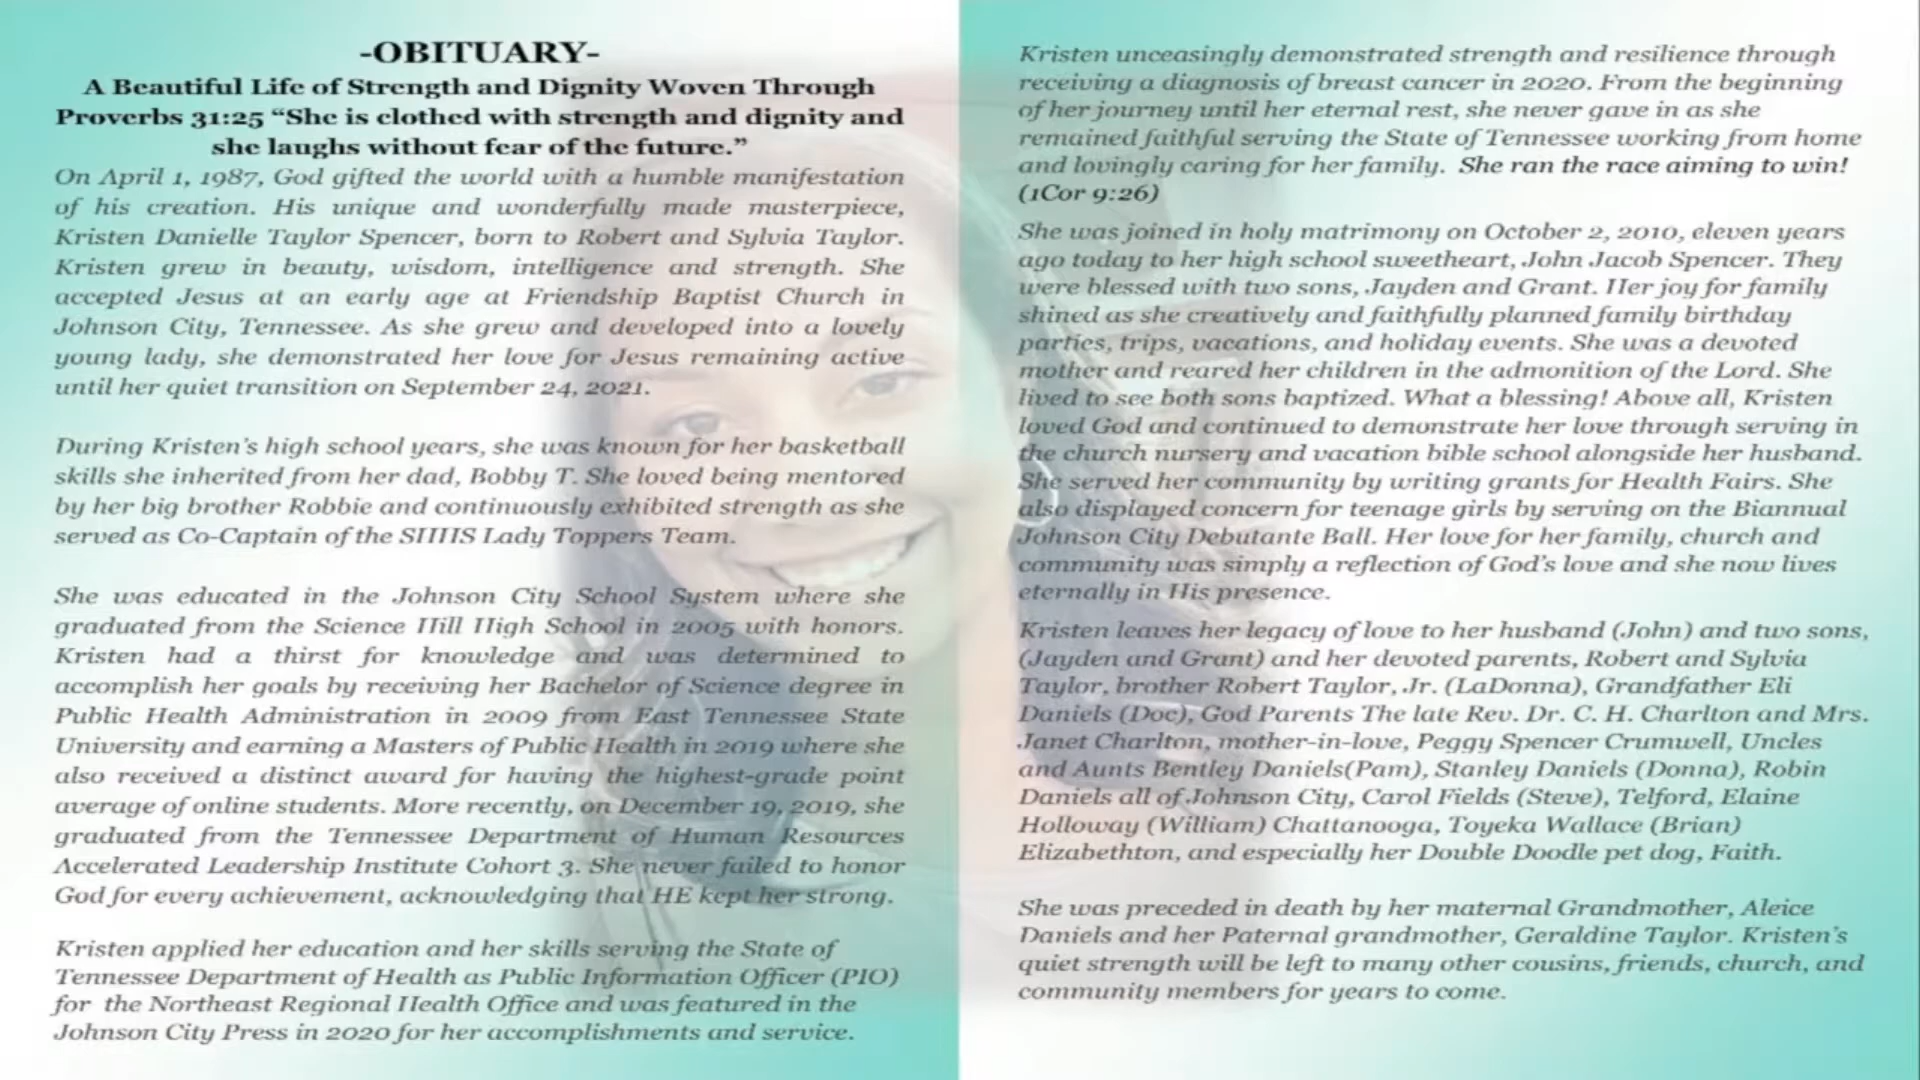 -OBITUARY-
A Beautiful Life of Strength and Dignity Woven Through
Proverbs 31:25 “She is clothed with strength and dignity and
she laughs without fear of the future.”
On April 1, 1987, God gifted the world with a humble manifestation
of his creation. His unique and wonderfully made masterpiece,
Kristen Danielle Taylor Spencer, born to Robert and Sylvia Taylor.
Kristen grew in beauty, wisdom, intelligence and strength. She
accepted Jesus at an early age at Friendship Baptist Church in
Johnson City, Tennessee. As she grew and developed into a lovely
young lady, she demonstrated her love for Jesus remaining active
until her quiet transition on September 24, 2021.
During Kristen’s high school years, she was known for her basketball
skills she inherited from her dad, Bobby T. She loved being mentored
by her big brother Robbie and continuously exhibited strength as she
served as Co-Captain of the SHHS Lady Toppers Team.
She was educated in the Johnson City School System where she
graduated from the Science Hill High School in 2005 with honors.
Kristen had a thirst for knowledge and was determined to
accomplish her goals by receiving her Bachelor of Science degree in
Public Health Administration in 2009 from East Tennessee State
University and earning a Masters of Public Health in 2019 where she
also received a distinct award for having the highest-grade point
average of online students. More recently, on December 19, 2019, she
graduated from the Tennessee Department of Human Resources
Accelerated Leadership Institute Cohort 3. She never failed to honor
God for every achievement, acknowledging that HE kept her strong.
Kristen applied her education and her skills serving the State of
Tennessee Department of Health as Public Information Officer (PIO)
for the Northeast Regional Health Office and was featured in the
Johnson City Press in 2020 for her accomplishments and service.
Kristen unceasingly demonstrated strength and resilience through
receiving a diagnosis of breast cancer in 2020. From the beginning
of her journey until her eternal rest, she never gave in as she
remained faithful serving the State of Tennessee working from home
and lovingly caring for her family. She ran the race aiming to win!
(1Cor 9:26)
She was joined in holy matrimony on October 2, 2010, eleven years
ago today to her high school sweetheart, John Jacob Spencer. They
were blessed with two sons, Jayden and Grant. Her joy for family
shined as she creatively and faithfully planned family birthday
parties, trips, vacations, and holiday events. She was a devoted
mother and reared her children in the admonition of the Lord. She
lived to see both sons baptized. What a blessing! Above all, Kristen
loved God and continued to demonstrate her love through serving in
the church nursery and vacation bible school alongside her husband.
She served her community by writing grants for Health Fairs. She
also displayed concern for teenage girls by serving on the Biannual
Johnson City Debutante Ball. Her love for her family, church and
community was simply a reflection of God’s love and she now lives
eternally in His presence.
Kristen leaves her legacy of love to her husband (John) and two sons,
(Jayden and Grant) and her devoted parents, Robert and Sylvia
Taylor, brother Robert Taylor, Jr. (LaDonna), Grandfather Eli
Daniels (Doc), God Parents The late Rev. Dr. C. H. Charlton and Mrs.
Janet Charlton, mother-in-love, Peggy Spencer Crumwell, Uncles
and Aunts Bentley Daniels(Pam), Stanley Daniels (Donna), Robin
Daniels all of Johnson City, Carol Fields (Steve), Telford, Elaine
Holloway (William) Chattanooga, Toyeka Wallace (Brian)
Elizabethton, and especially her Double Doodle pet dog, Faith.
She was preceded in death by her maternal Grandmother, Aleice
Daniels and her Paternal grandmother, Geraldine Taylor. Kristen’s
quiet strength will be left to many other cousins, friends, church, and
community members for years to come.